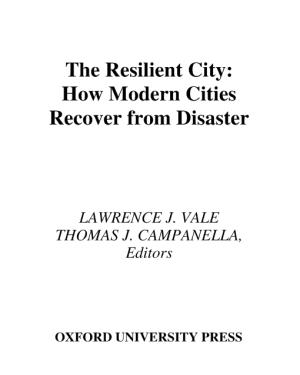 The Resilient City:
How Modern Cities
Recover from Disaster
LAWRENCE J. VALE
THOMAS J. CAMPANELLA,
Editors
OXFORD UNIVERSITY PRESS